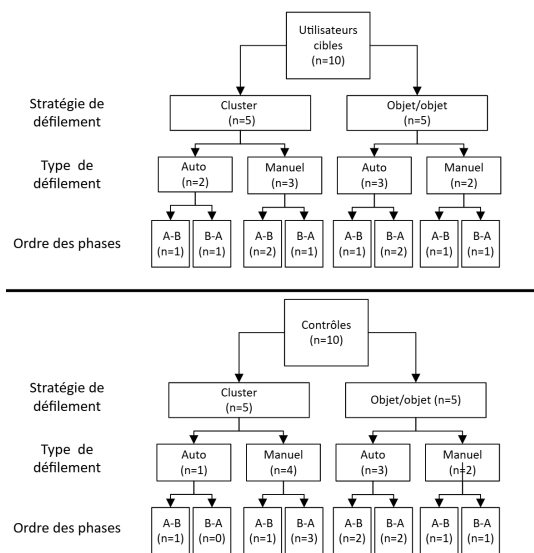 Utilisateurs
cibles
(n=10)
Stratégie de
défilement
Cluster
(n=5)
Objet/objet
(n=5)
Type de
défilement
Auto
(n=2)
Manuel
(n=3)
Auto
(n=3)
Manuel
(n=2)
Ordre des phases
A-B
(n=1)
B-A
(n=1)
A-B
(n=2)
B-A
(n=1)
A-B
(n=1)
B-A
(n=2)
A-B
(n=1)
B-A
(n=1)
Contrôles
(n=10)
Stratégie de
défilement
Cluster
(n=5)
Objet/objet (n=5)
Type de
défilement
Auto
(n=1)
Manuel
(n=4)
Auto
(n=3)
Manuel
(n=2)
Ordre des phases
A-B
(n=1)
B-A
(n=0)
A-B
(n=1)
B-A
(n=3)
A-B
(n=2)
B-A
(n=2)
A-B
(n=1)
B-A
(n=1)